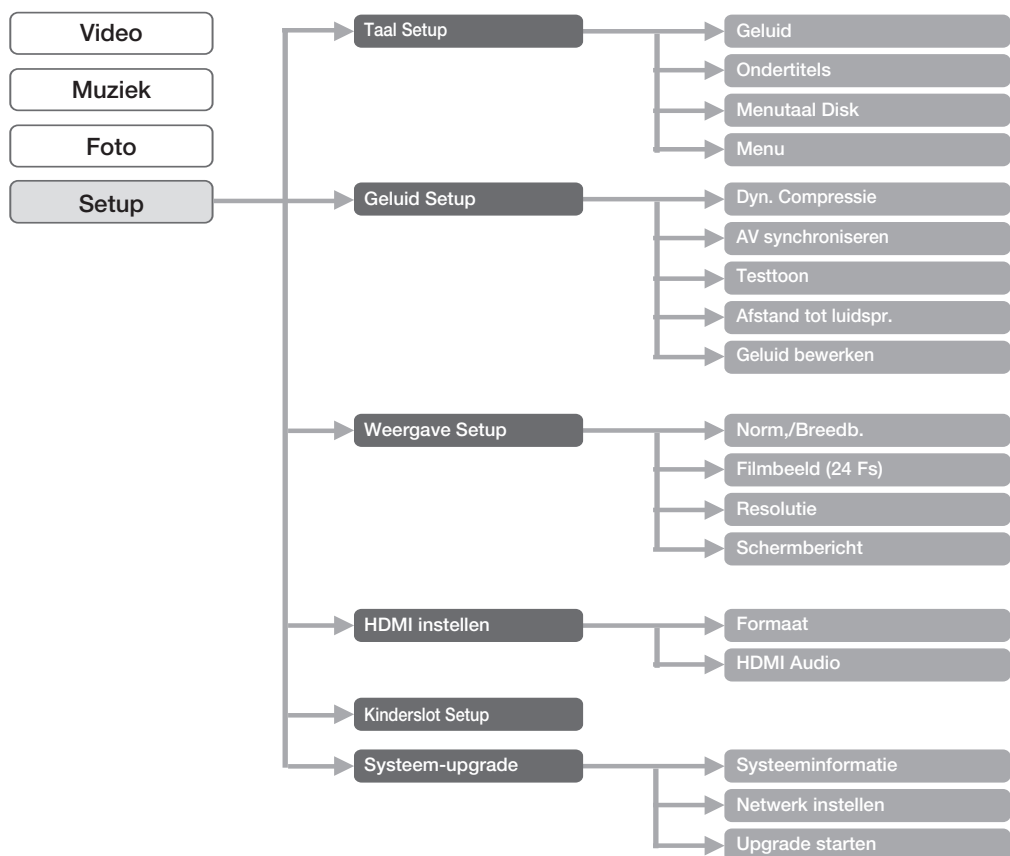 Video
Muziek
Foto
Setup
Taal Setup
Geluid
Ondertitels
Menutaal Disk
Menu
Geluid Setup
Dyn. Compressie
AV synchroniseren
Testtoon
Afstand tot luidspr.
Geluid bewerken
Weergave Setup
Norm,/Breedb.
Filmbeeld (24 Fs)
Resolutie
Schermbericht
HDMI instellen
Formaat
HDMI Audio
Kinderslot Setup
Systeem-upgrade
Systeeminformatie
Netwerk instellen
Upgrade starten